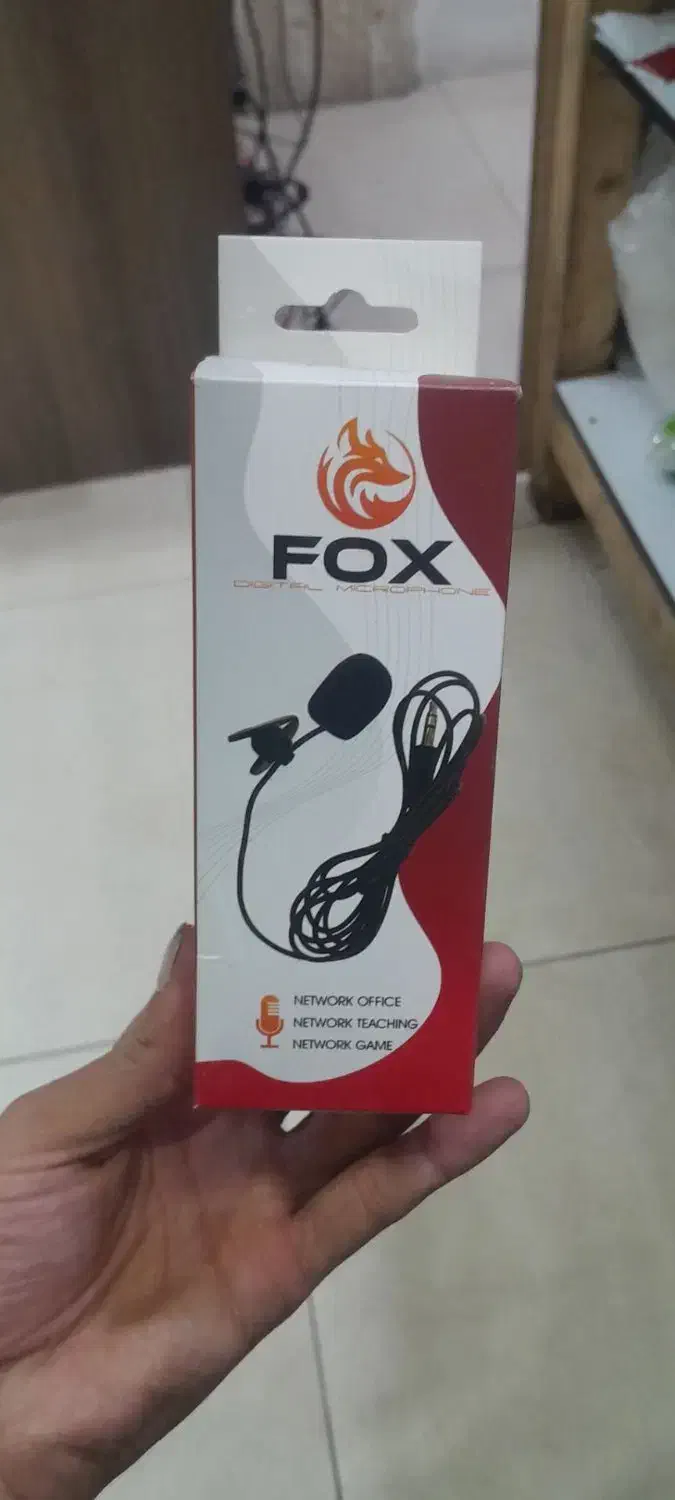 FOX
DIGITAL MICROPHONE
NETWORK OFFICE
NETWORK TEACHING
NETWORK GAME